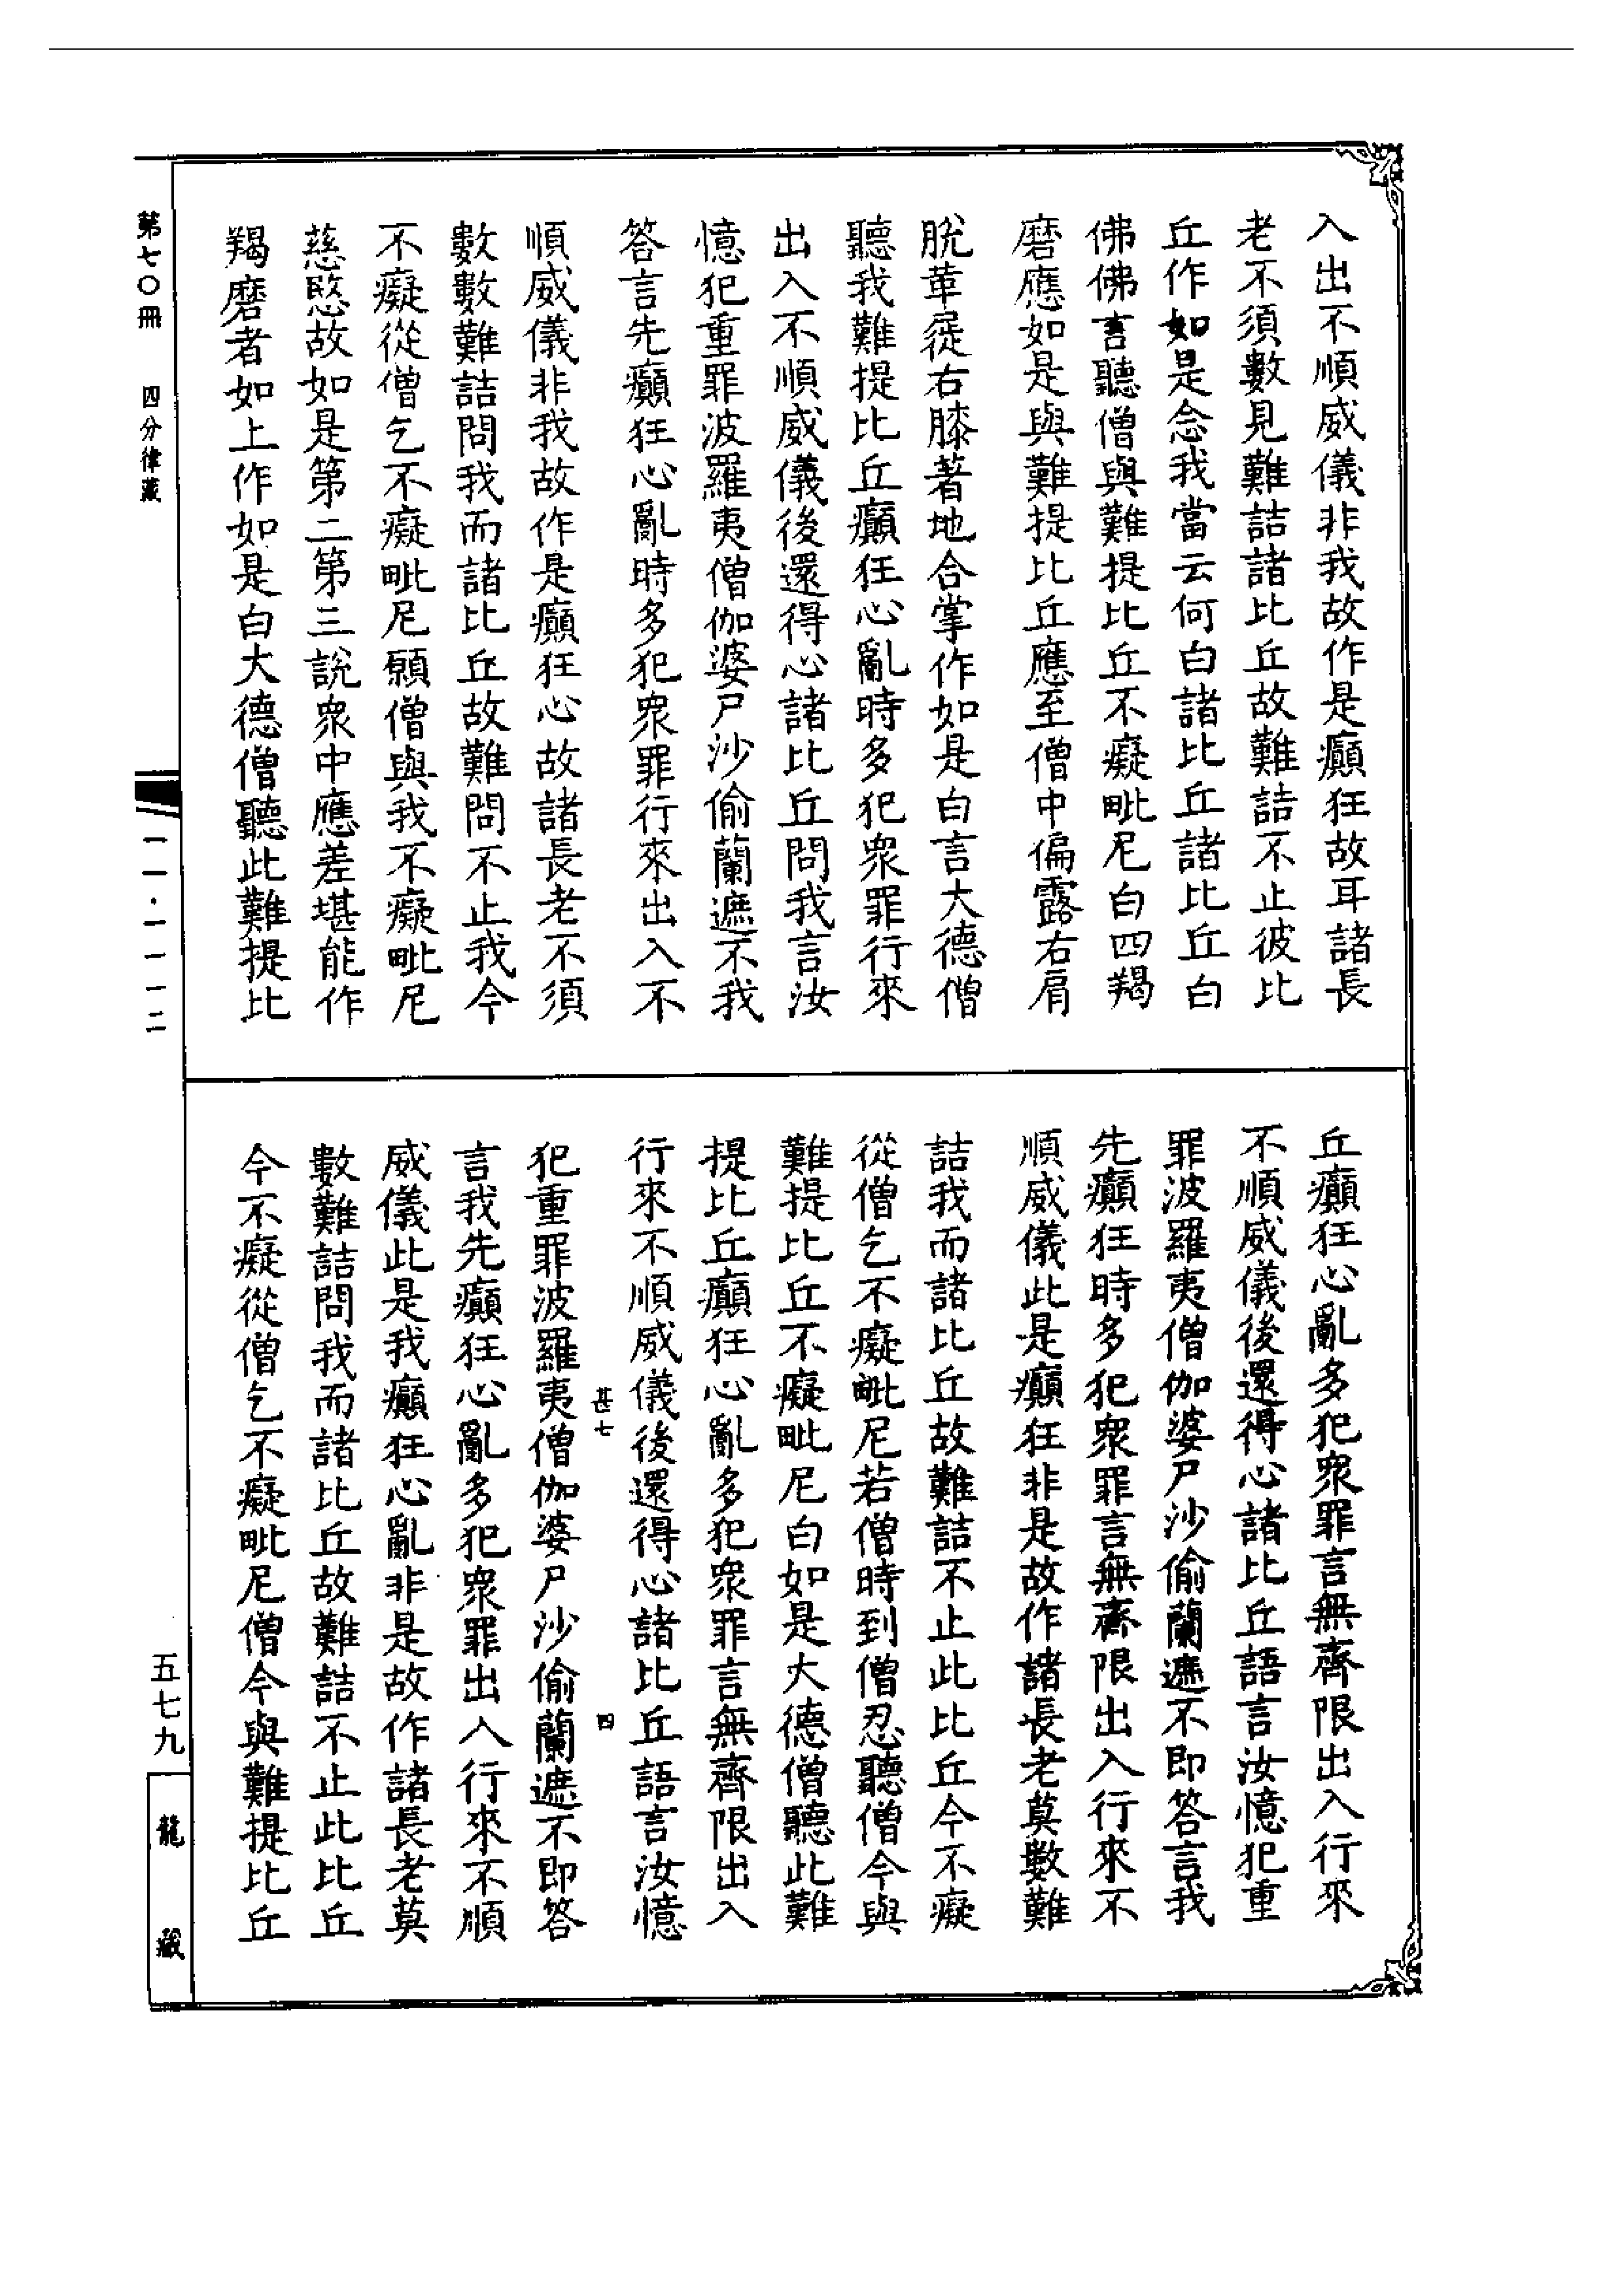 入出不順威儀非我故作是癲狂故耳諸長
老不須數見難詰諸比丘故難詰不止彼比
丘作如是念我當云何白諸比丘諸比丘白
佛佛言聽僧與難提比丘不癡毗尼白四羯
磨應如是與難提比丘應至僧中偏露右肩
脫革屣右膝著地合掌作如是白言大德僧
聽我難提比丘癲狂心亂時多犯眾罪行來
出入不順威儀後還得心諸比丘問我言汝
憶犯重罪波羅夷僧伽婆尸沙偷蘭遮不我
答言先癲狂心亂時多犯眾罪行來出入不
順威儀非我故作是癲狂心故諸長老不須
數數難詰問我而諸比丘故難問不止我今
不癡從僧乞不癡毗尼願僧與我不癡毗尼
慈愍故如是第二第三說眾中應差堪能作
羯磨者如上作如是白大德僧聽此難提比
丘癲狂心亂多犯眾罪言無齊限出入行來
不順威儀後還得心諸比丘語言汝憶犯重
罪波羅夷僧伽婆尸沙偷蘭遮不即答言我
先癲狂時多犯眾罪言無齊限出入行來不
順威儀此是癲狂非是故作諸長老莫數難
詰我而諸比丘故難詰不止此比丘今不癡
從僧乞不癡毗尼若僧時到僧忍聽僧今與
難提比丘不癡毗尼白如是大德僧聽此難
提比丘癲狂心亂多犯眾罪言無齊限出入
行來不順威儀後還得心諸比丘語言汝憶
甚七 四
犯重罪波羅夷僧伽婆尸沙偷蘭遮不即答
言我先癲狂心亂多犯眾罪出入行來不順
威儀此是我癲狂心亂非是故作諸長老莫
數難詰問我而諸比丘故難詰不止此比丘
今不癡從僧乞不癡毗尼僧今與難提比丘
第七〇冊 四分律藏
一一·一一一二
五七九
龍藏